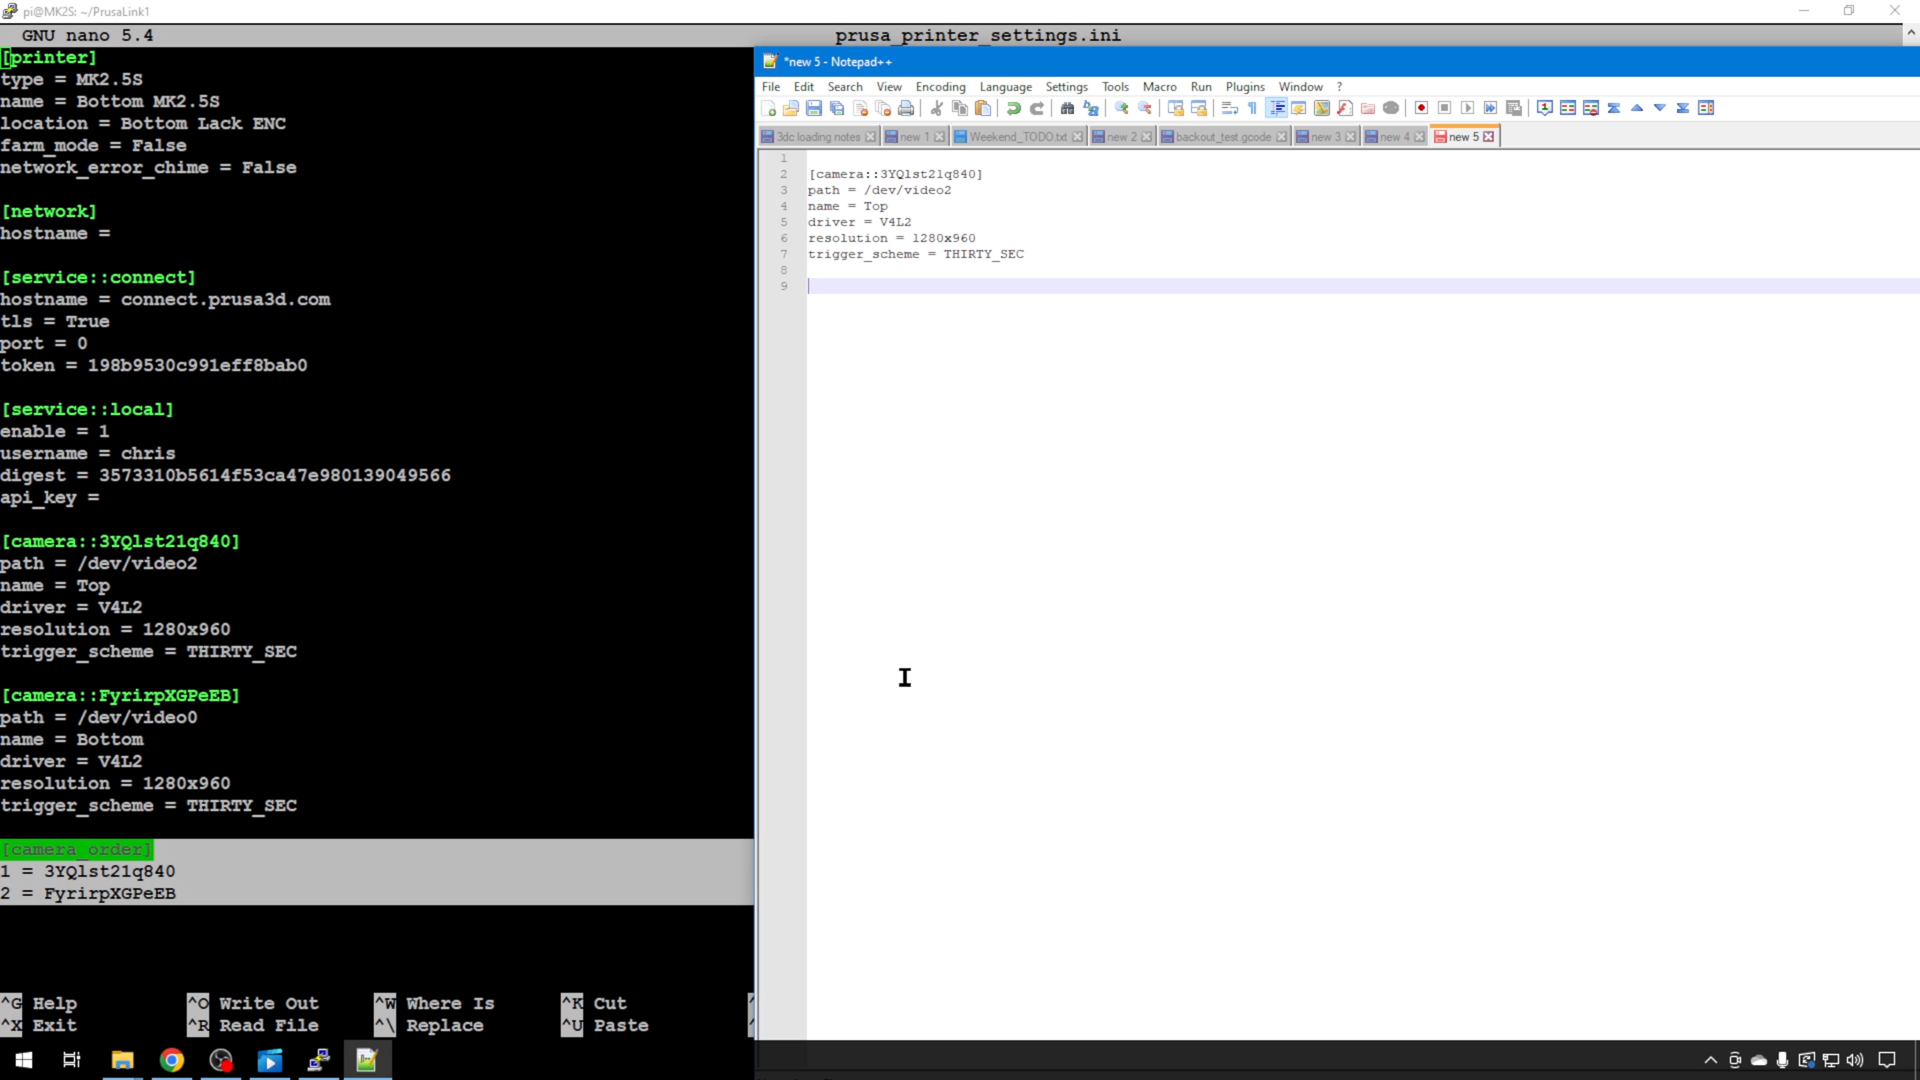 pi@MK2S: ~/PrusaLink1
GNU nano 5.4 prusa_printer_settings.ini
[printer]
type = MK2.5S
name = Bottom MK2.5S
location = Bottom Lack ENC
farm_mode = False
network_error_chime = False
[network]
hostname =
[service::connect]
hostname = connect.prusa3d.com
tls = True
port = 0
token = 198b9530c991eff8bab0
[service::local]
enable = 1
username = chris
digest = 3573310b5614f53ca47e980139049566
api_key =
[camera::3YQlst21q840]
path = /dev/video2
name = Top
driver = V4L2
resolution = 1280x960
trigger_scheme = THIRTY_SEC
[camera::FyrirpXGPeEB]
path = /dev/video0
name = Bottom
driver = V4L2
resolution = 1280x960
trigger_scheme = THIRTY_SEC
[camera_order]
1 = 3YQlst21q840
2 = FyrirpXGPeEB
^G Help ^O Write Out ^W Where Is ^K Cut
^X Exit ^R Read File ^\ Replace ^U Paste
*new 5 - Notepad++
File Edit Search View Encoding Language Settings Tools Macro Run Plugins Window ?
3dc loading notes new 1 Weekend_TODO.txt new 2 backout_test.gcode new 3 new 4 new 5
1
2 [camera::3YQlst21q840]
3 path = /dev/video2
4 name = Top
5 driver = V4L2
6 resolution = 1280x960
7 trigger_scheme = THIRTY_SEC
8
9